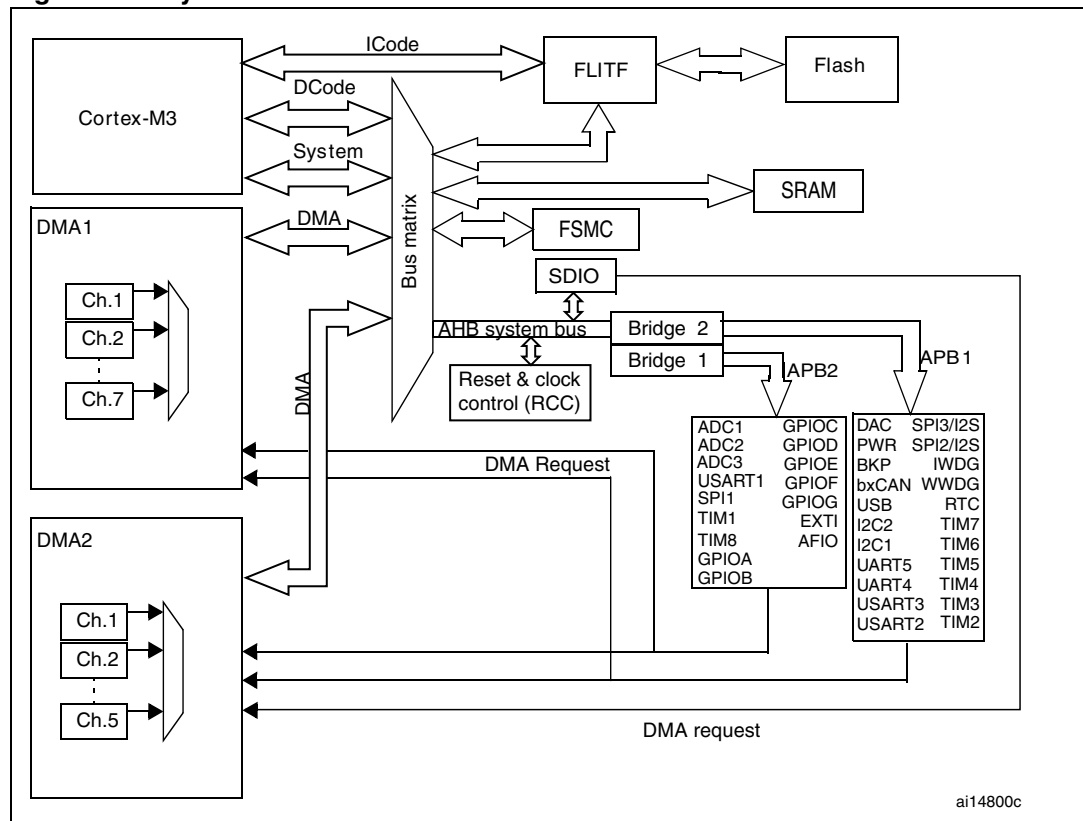 ICode
FLITF
Flash
Cortex-M3
DCode
System
SRAM
DMA1
DMA
FSMC
Bus matrix
SDIO
Ch.1
Ch.2
Ch.7
AHB system bus
Bridge 2
Bridge 1
APB2
APB1
Reset & clock
control (RCC)
DMA
ADC1 GPIOC
ADC2 GPIOD
ADC3 GPIOE
USART1 GPIOF
SPI1 GPIOG
TIM1 EXTI
TIM8 AFIO
GPIOA
GPIOB
DAC SPI3/I2S
PWR SPI2/I2S
BKP IWDG
bxCAN WWDG
USB RTC
I2C2 TIM7
I2C1 TIM6
UART5 TIM5
UART4 TIM4
USART3 TIM3
USART2 TIM2
DMA Request
DMA2
Ch.1
Ch.2
Ch.5
DMA request
ai14800c